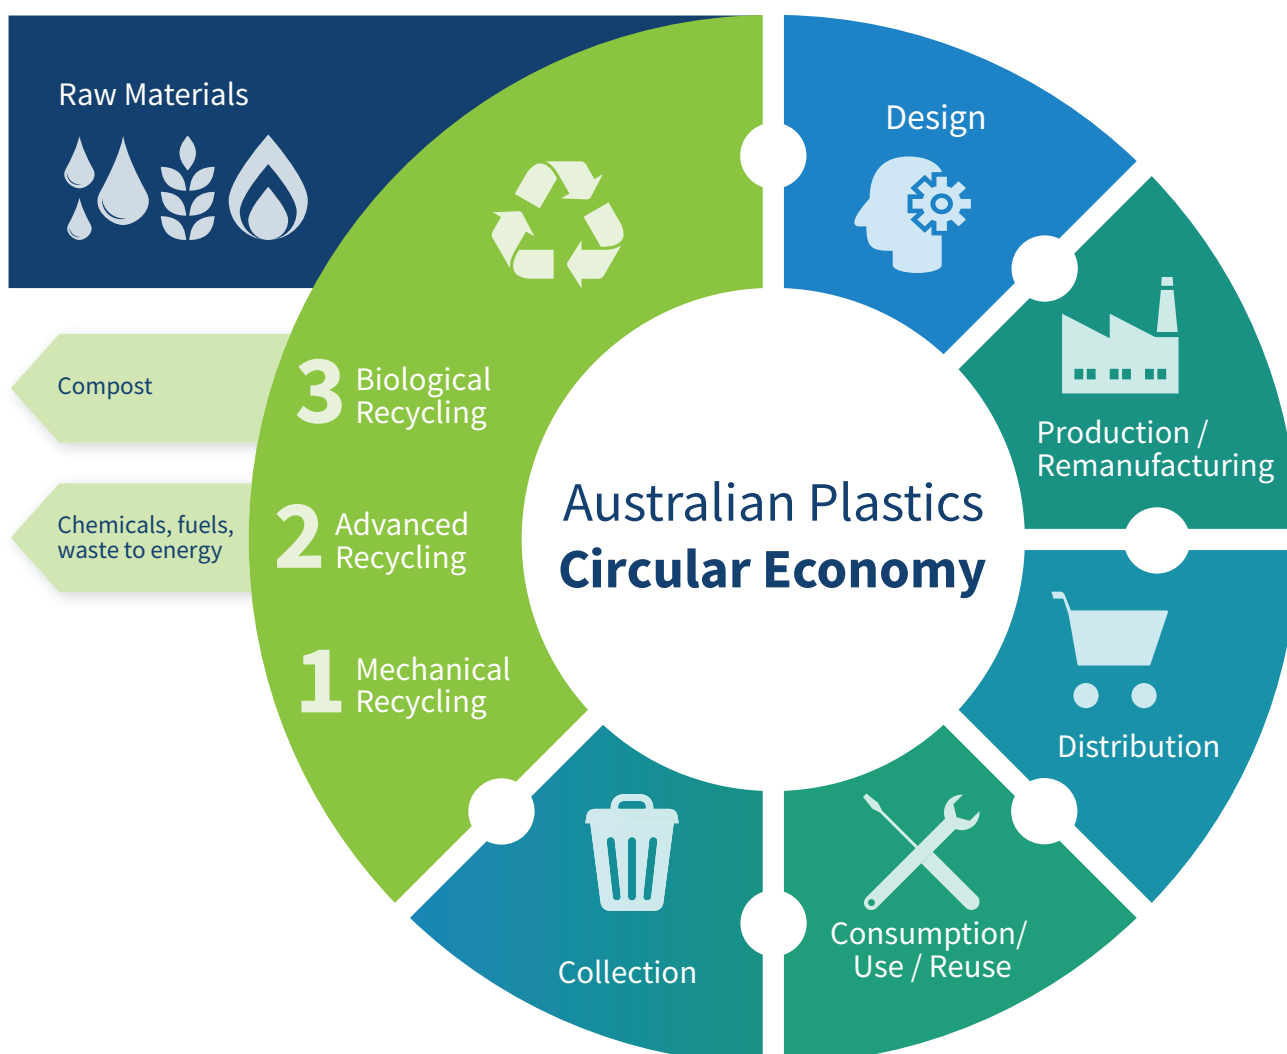 Raw Materials
Design
Production /
Remanufacturing
Distribution
Consumption/
Use / Reuse
Collection
1 Mechanical
Recycling
2 Advanced
Recycling
3 Biological
Recycling
Compost
Chemicals, fuels,
waste to energy
Australian Plastics
Circular Economy